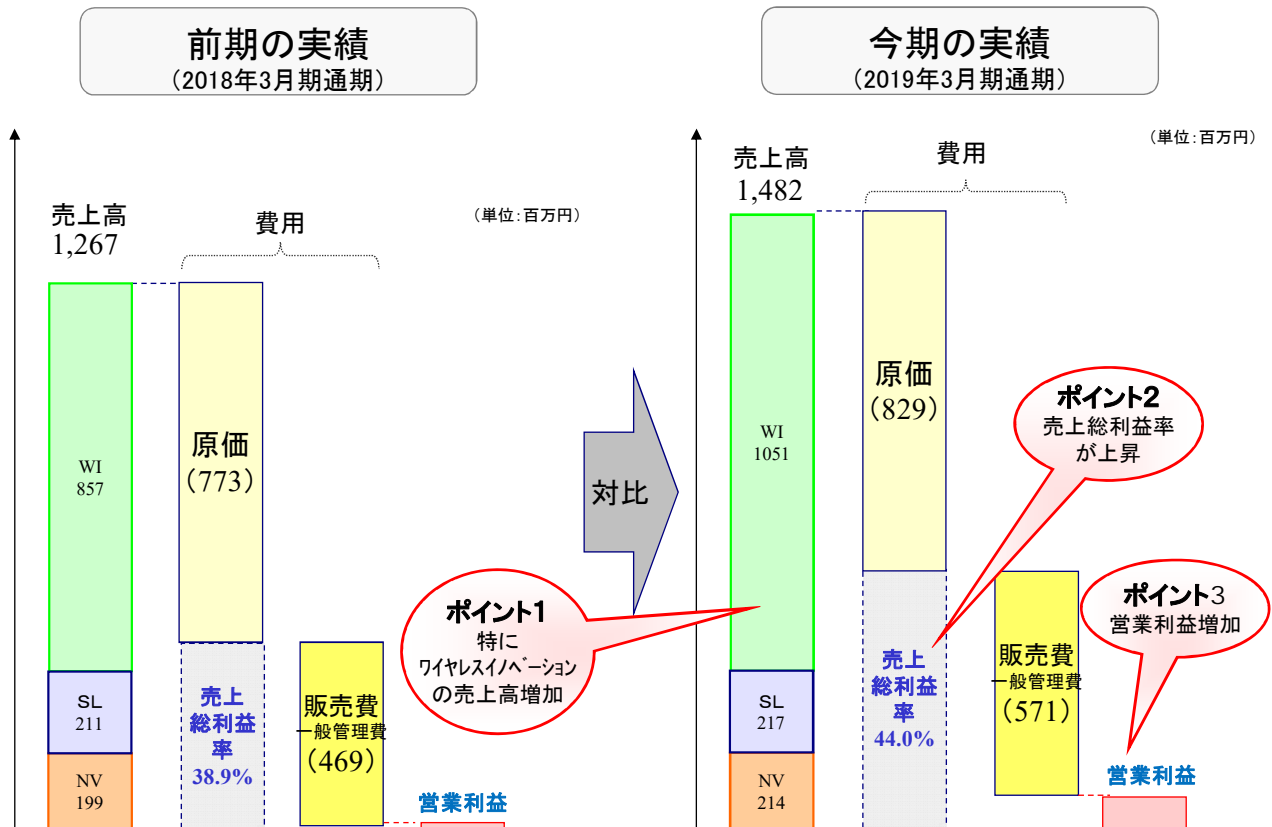 前期の実績
（2018年3月期通期）
今期の実績
（2019年3月期通期）
売上高
1,267
費用
（単位：百万円）
WI
857
SL
211
NV
199
原価
（773）
売上
総利益
率
38.9%
販売費
一般管理費
（469）
営業利益
対比
ポイント1
特に
ﾜｲﾔﾚｽｲﾉﾍﾞｰｼｮﾝ
の売上高増加
（単位：百万円）
売上高
1,482
費用
WI
1051
SL
217
NV
214
原価
（829）
売上
総利益
率
44.0%
販売費
一般管理費
（571）
営業利益
ポイント2
売上総利益率
が上昇
ポイント3
営業利益増加